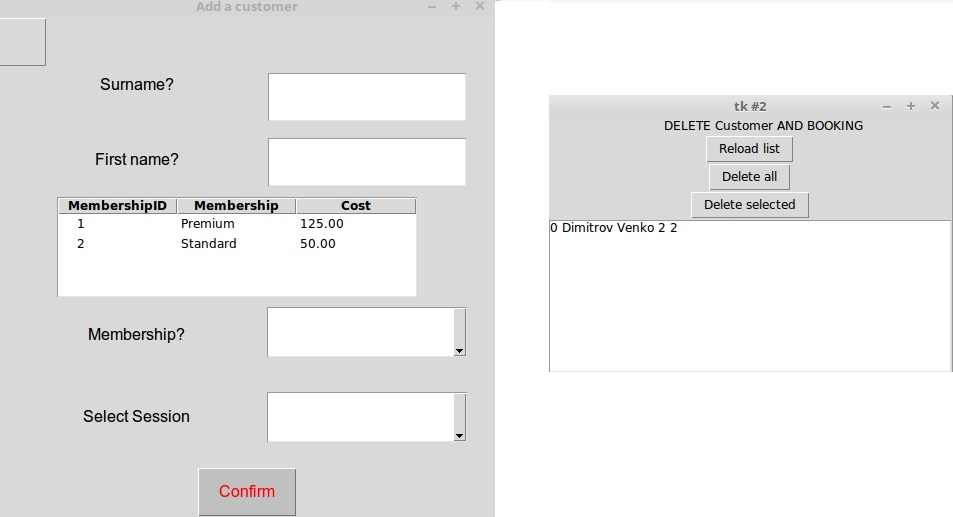 Add a customer
Surname?
First name?
MembershipID Membership Cost
1 Premium 125.00
2 Standard 50.00
Membership?
Select Session
Confirm
tk #2
DELETE Customer AND BOOKING
Reload list
Delete all
Delete selected
0 Dimitrov Venko 2 2